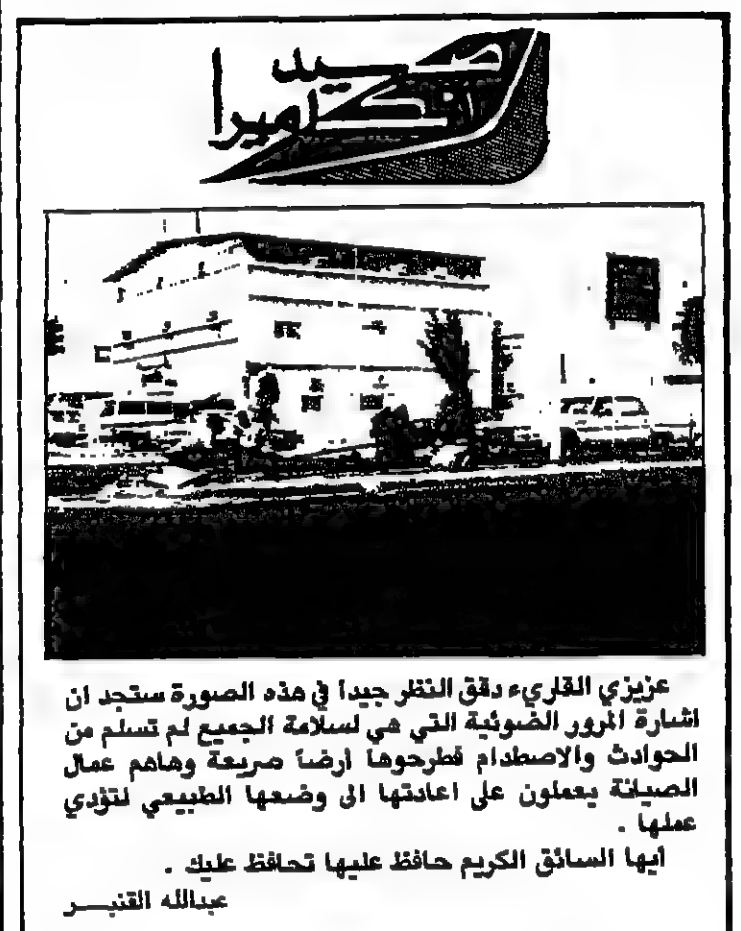 صيد
الكاميرا
عزيزي القاريء دقق النظر جيداً في هذه الصورة ستجد ان
اشارة المرور الضوئية التي هي لسلامة الجميع لم تسلم من
الحوادث والاصطدام فطرحوها أرضاً صريعة وهاهم عمال
الصيانة يعملون على اعادتها الى وضعها الطبيعي لتؤدي
عملها .
أيها السائق الكريم حافظ عليها تحافظ عليك .
عبدالله القنبـــر